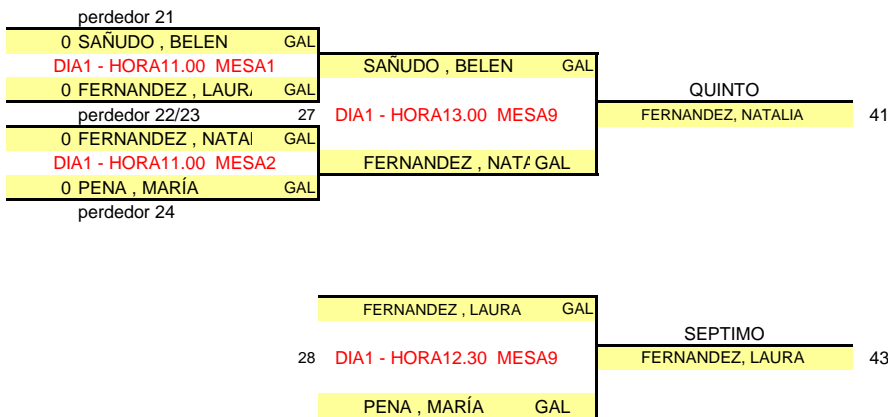 perdedor 21
0 SAÑUDO , BELEN GAL
DIA1 - HORA11.00 MESA1
SAÑUDO , BELEN GAL
0 FERNANDEZ , LAUR GAL
QUINTO
perdedor 22/23
27 DIA1 - HORA13.00 MESA9
FERNANDEZ, NATALIA 41
0 FERNANDEZ , NATA GAL
DIA1 - HORA11.00 MESA2
FERNANDEZ , NATA GAL
0 PENA , MARÍA GAL
perdedor 24
FERNANDEZ , LAURA GAL
SEPTIMO
28 DIA1 - HORA12.30 MESA9
FERNANDEZ, LAURA 43
PENA , MARÍA GAL